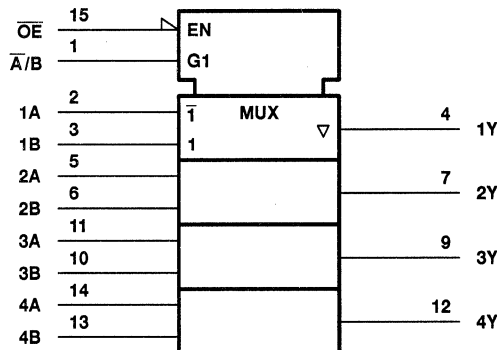 15
O̅E̅ EN
1
A̅/B G1
2
1A 1̅ MUX 4
3 ▽ 1Y
1B 1
5
2A 7
6 2Y
2B
11
3A 9
10 3Y
3B
14
4A 12
13 4Y
4B